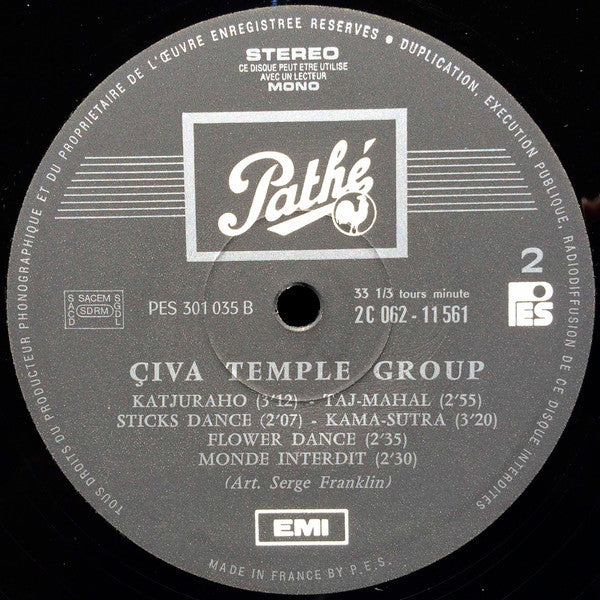 TOUS DROITS DU PRODUCTEUR PHONOGRAPHIQUE ET DU PROPRIETAIRE DE L'ŒUVRE ENREGISTREE RESERVÉS • DUPLICATION, EXECUTION PUBLIQUE, RADIODIFFUSION DE CE DISQUE INTERDITES
STEREO
CE DISQUE PEUT ETRE UTILISE
AVEC UN LECTEUR
MONO
Pathé
2
SACD SACEM SGDL
SDRM
PES 301 035 B
33 1/3 tours minute
2 C 062 - 11 561
PES
ÇIVA TEMPLE GROUP
KATJURAHO (3'12) - TAJ-MAHAL (2'55)
STICKS DANCE (2'07) - KAMA-SUTRA (3'20)
FLOWER DANCE (2'35)
MONDE INTERDIT (2'30)
(Art. Serge Franklin)
EMI
MADE IN FRANCE BY P.E.S.